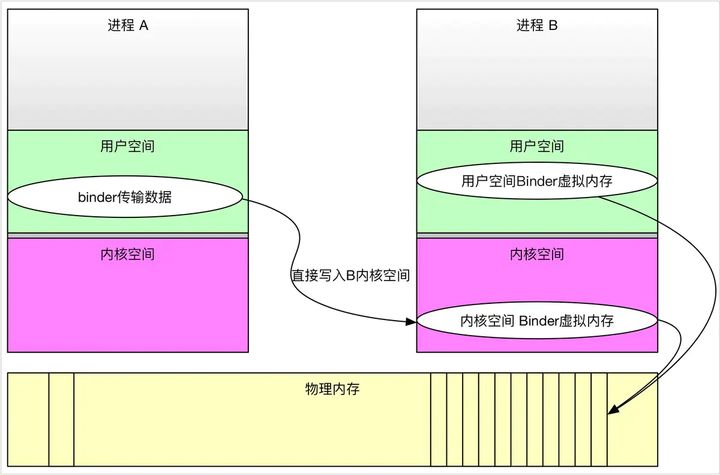 进程 A
进程 B
用户空间
用户空间
binder传输数据
用户空间Binder虚拟内存
内核空间
内核空间
直接写入B内核空间
内核空间 Binder虚拟内存
物理内存